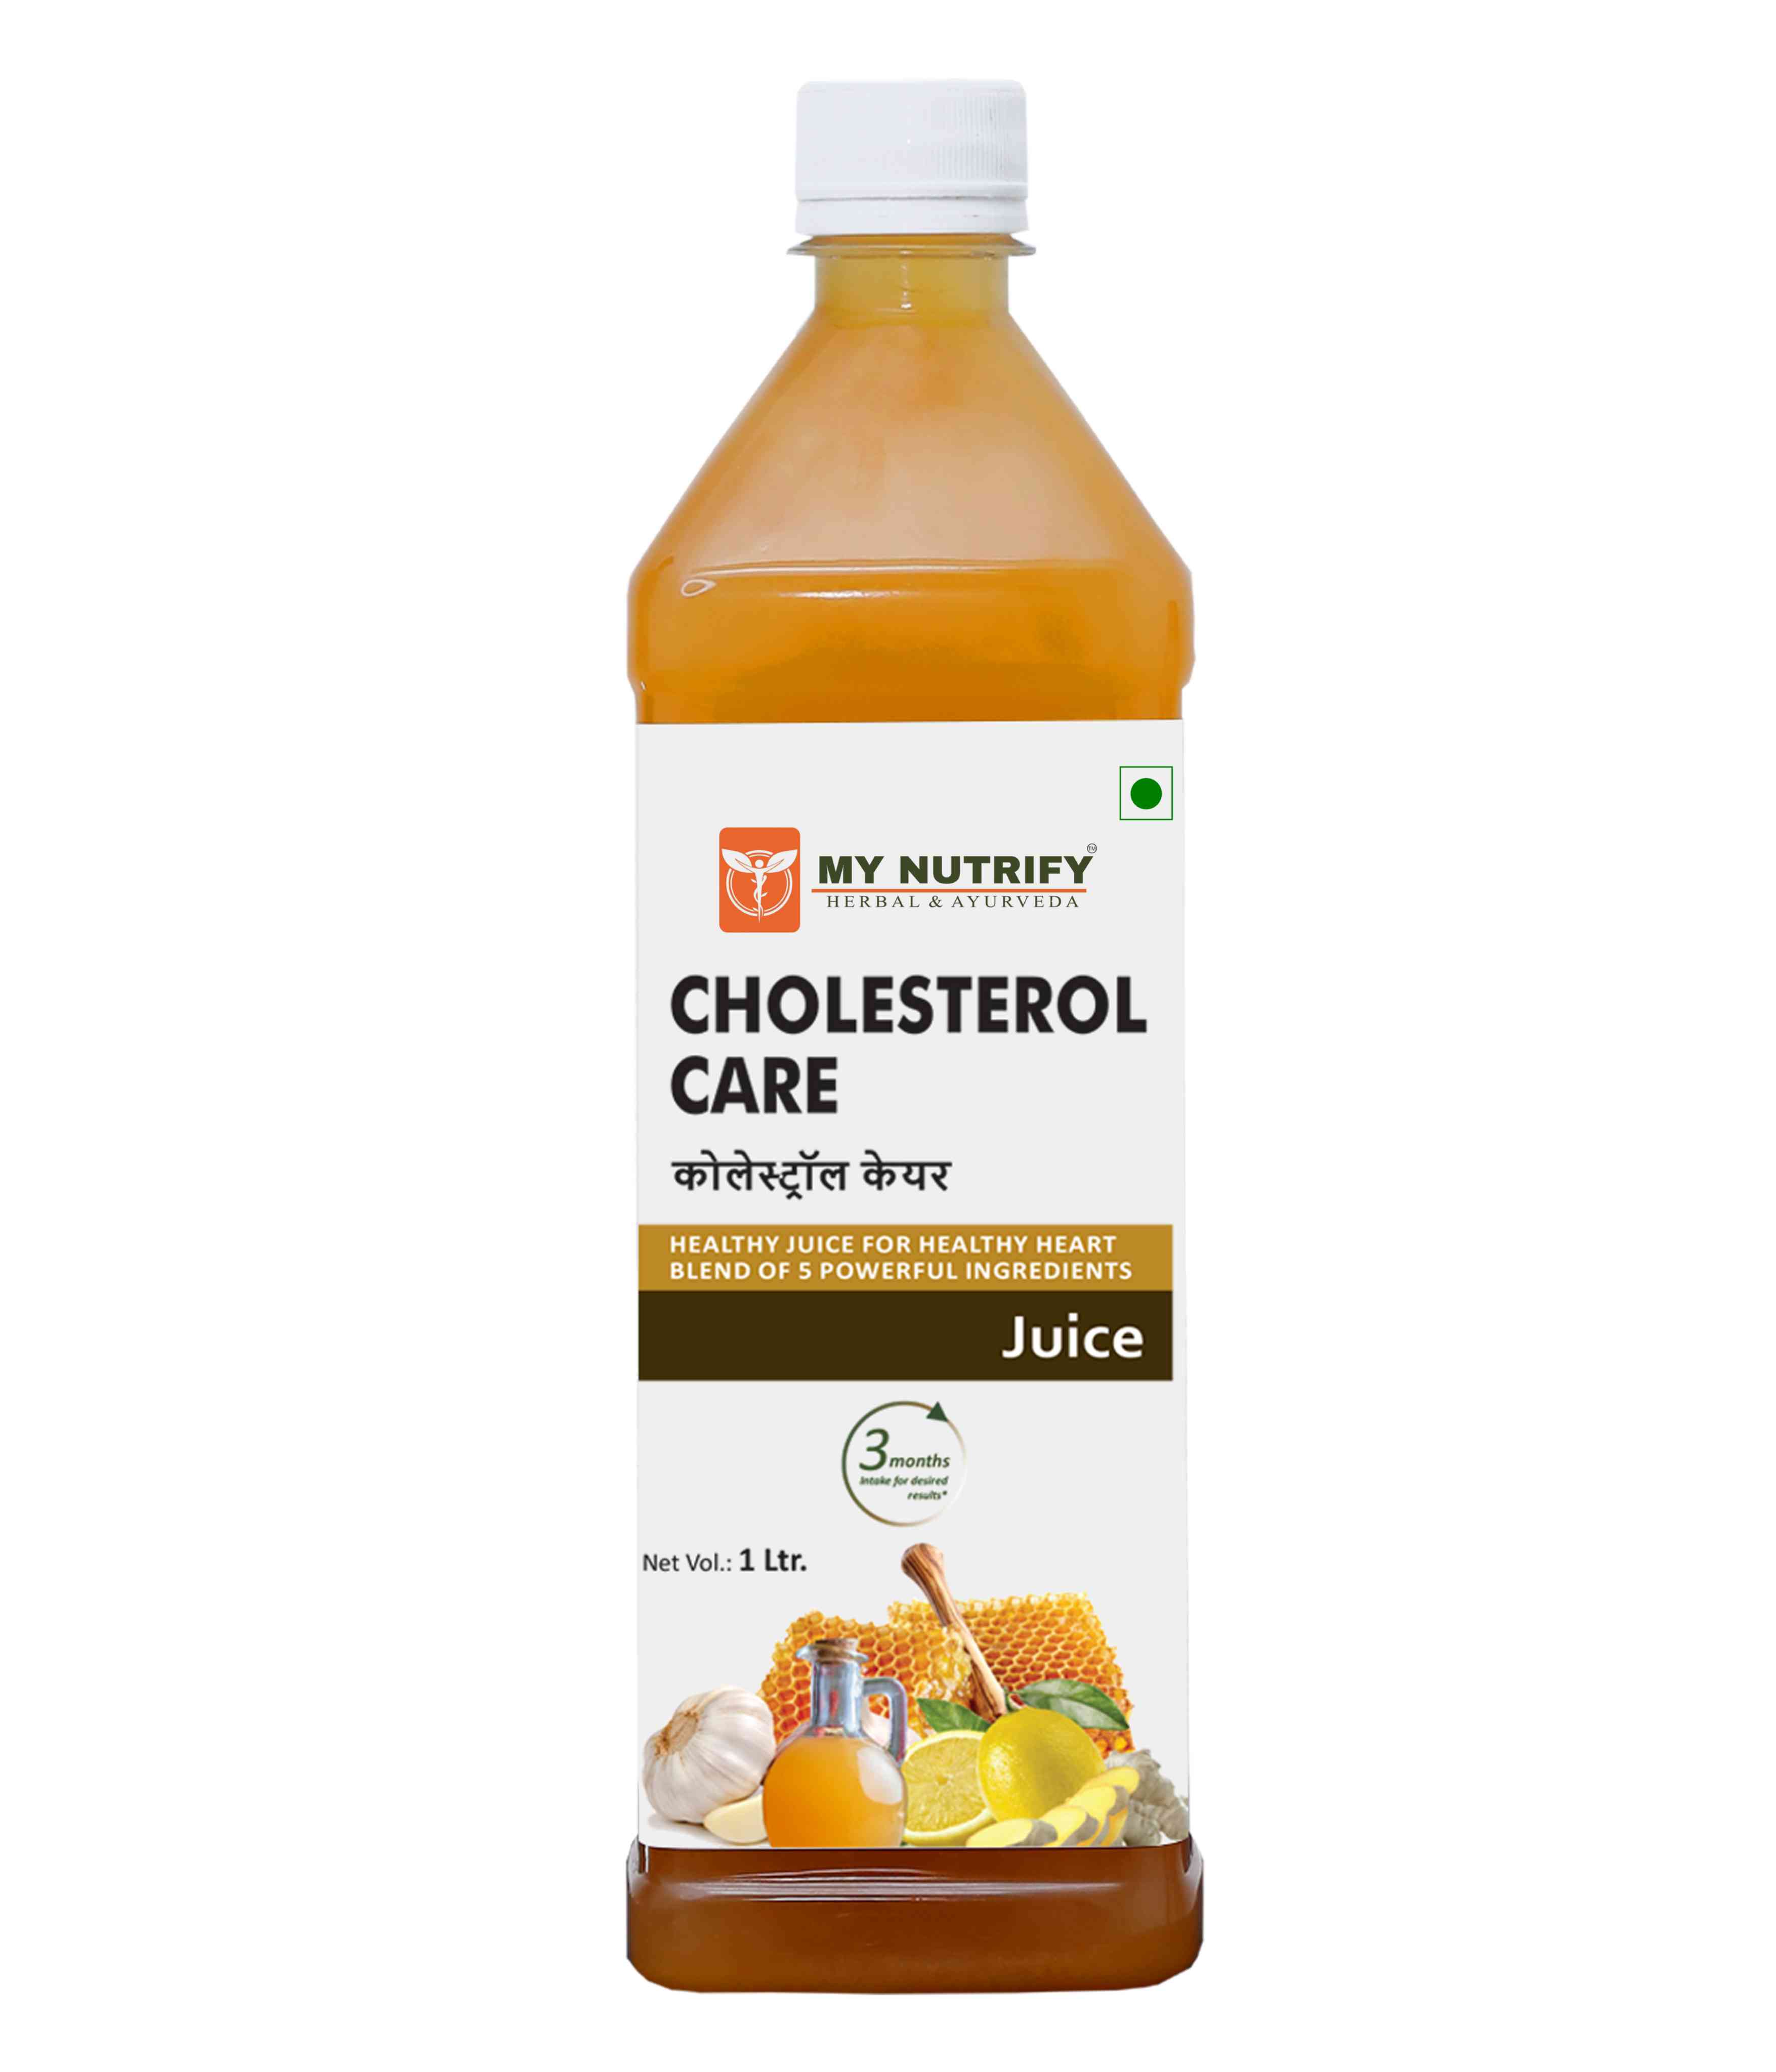 MY NUTRIFY TM
HERBAL & AYURVEDA
CHOLESTEROL
CARE
कोलेस्ट्रॉल केयर
HEALTHY JUICE FOR HEALTHY HEART
BLEND OF 5 POWERFUL INGREDIENTS
Juice
3 months
Intake for desired
results*
Net Vol.: 1 Ltr.